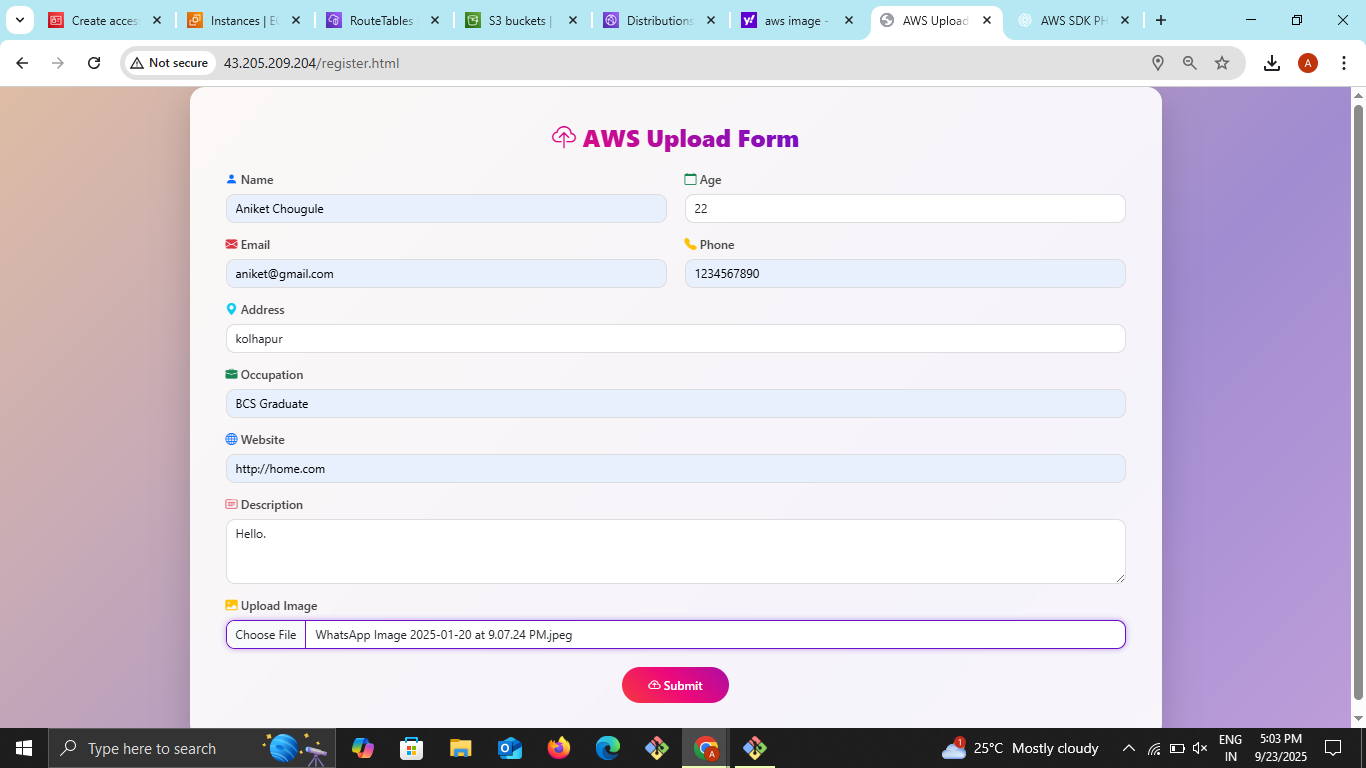 Create acces
Instances | EC
RouteTables
S3 buckets |
Distributions
aws image -
AWS Upload
AWS SDK PH
Not secure
43.205.209.204/register.html
A
AWS Upload Form
Name
Age
Aniket Chougule
22
Email
Phone
aniket@gmail.com
1234567890
Address
kolhapur
Occupation
BCS Graduate
Website
http://home.com
Description
Hello.
Upload Image
Choose File
WhatsApp Image 2025-01-20 at 9.07.24 PM.jpeg
Submit
Type here to search
A
1
25°C Mostly cloudy
ENG
IN
5:03 PM
9/23/2025